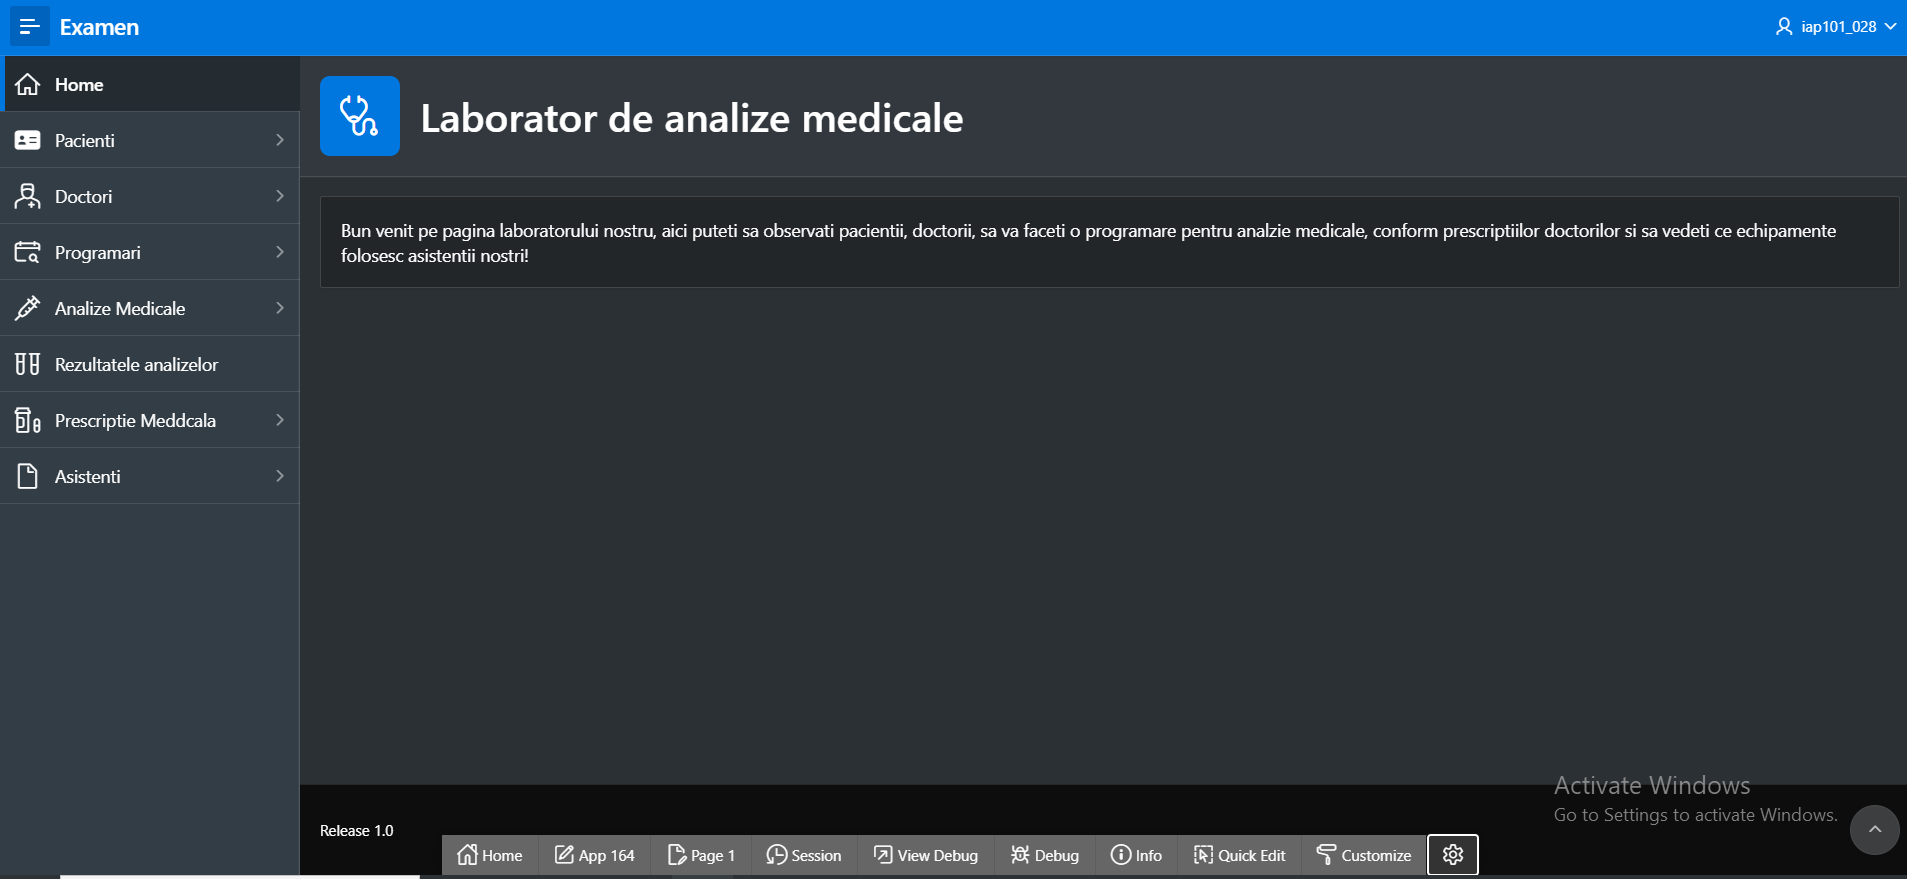 Examen
iap101_028
Home
Pacienti
Doctori
Programari
Analize Medicale
Rezultatele analizelor
Prescriptie Meddcala
Asistenti
Laborator de analize medicale
Bun venit pe pagina laboratorului nostru, aici puteti sa observati pacientii, doctorii, sa va faceti o programare pentru analzie medicale, conform prescriptiilor doctorilor si sa vedeti ce echipamente
folosesc asistentii nostri!
Activate Windows
Go to Settings to activate Windows.
Release 1.0
Home App 164 Page 1 Session View Debug Debug Info Quick Edit Customize